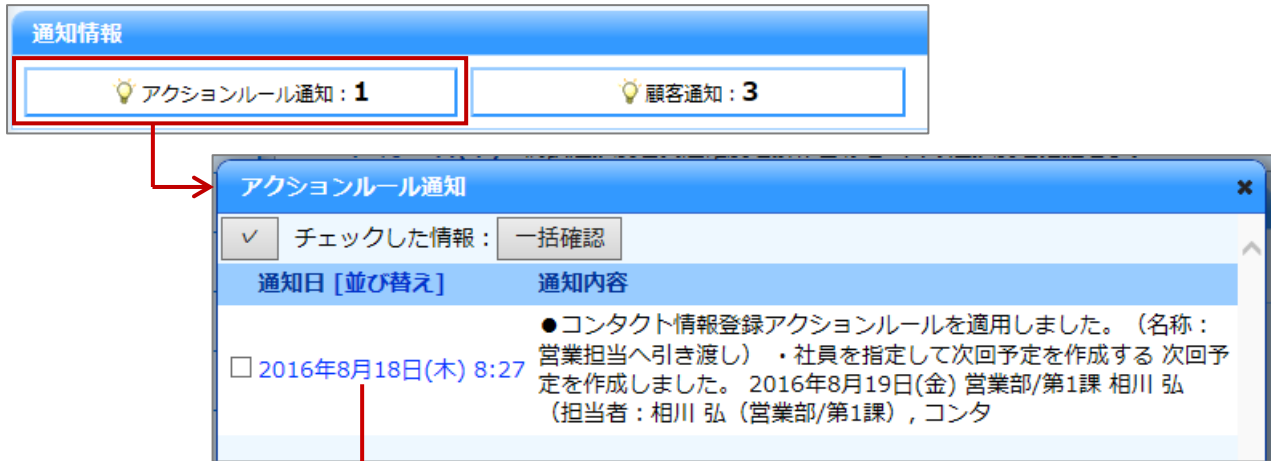 通知情報
アクションルール通知：1
顧客通知：3
アクションルール通知
チェックした情報： 一括確認
通知日 [並び替え] 通知内容
●コンタクト情報登録アクションルールを適用しました。（名称：
営業担当へ引き渡し） ・社員を指定して次回予定を作成する 次回予
2016年8月18日(木) 8:27
定を作成しました。 2016年8月19日(金) 営業部/第1課 相川 弘
（担当者：相川 弘（営業部/第1課）, コンタ